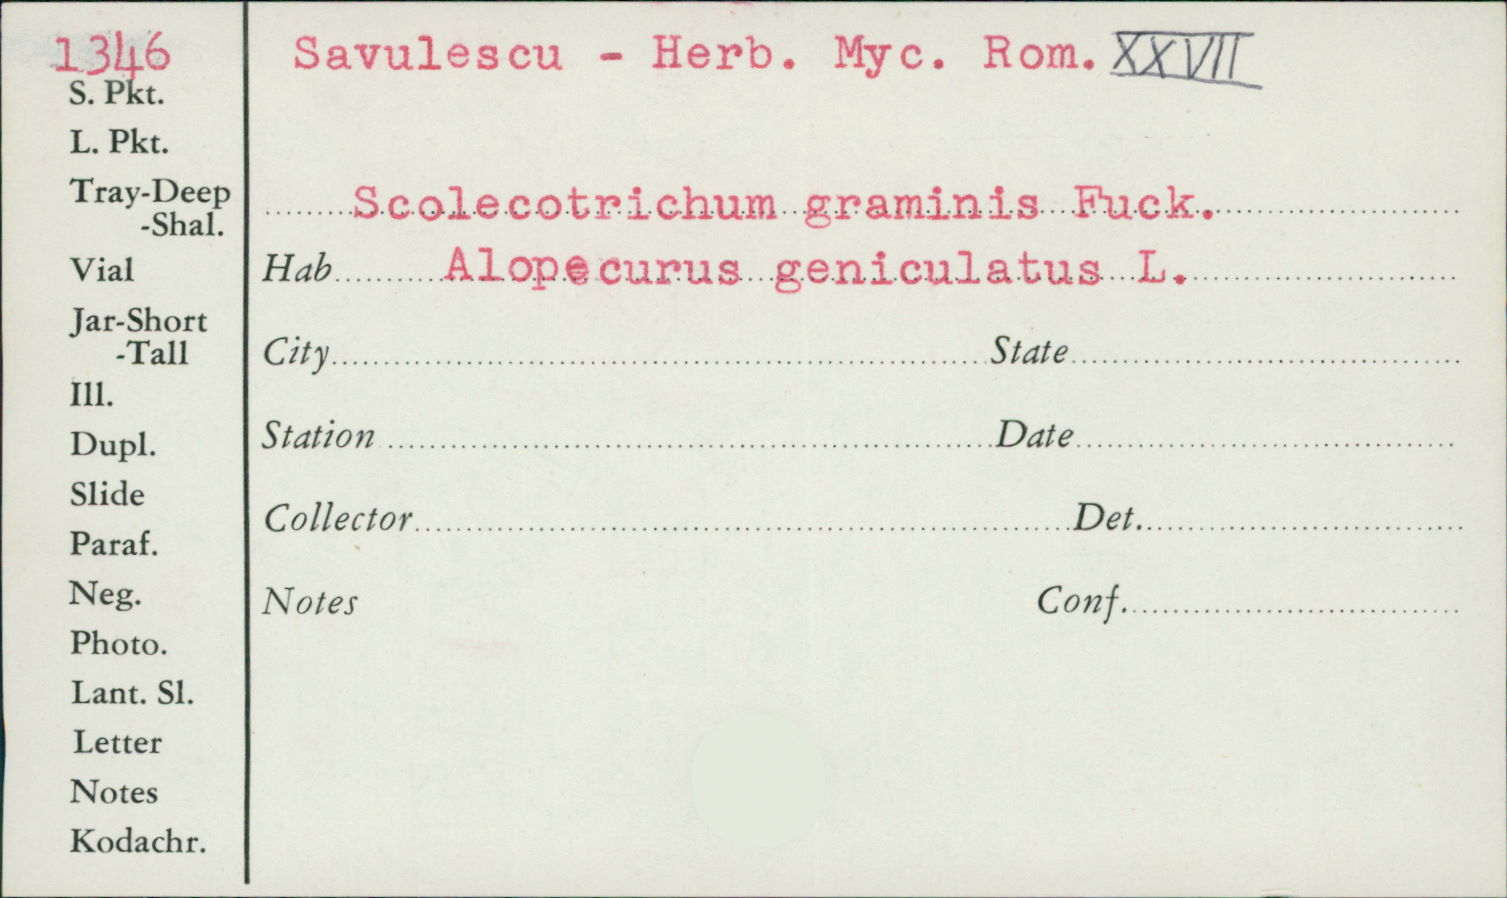 1346
S. Pkt.
L. Pkt.
Tray-Deep
-Shal.
Vial
Jar-Short
-Tall
Ill.
Dupl.
Slide
Paraf.
Neg.
Photo.
Lant. Sl.
Letter
Notes
Kodachr.
Savulescu - Herb. Myc. Rom. XXVII
Scolecotrichum graminis Fuck.
Hab Alopecurus geniculatus L.
City State
Station Date
Collector Det.
Notes Conf.